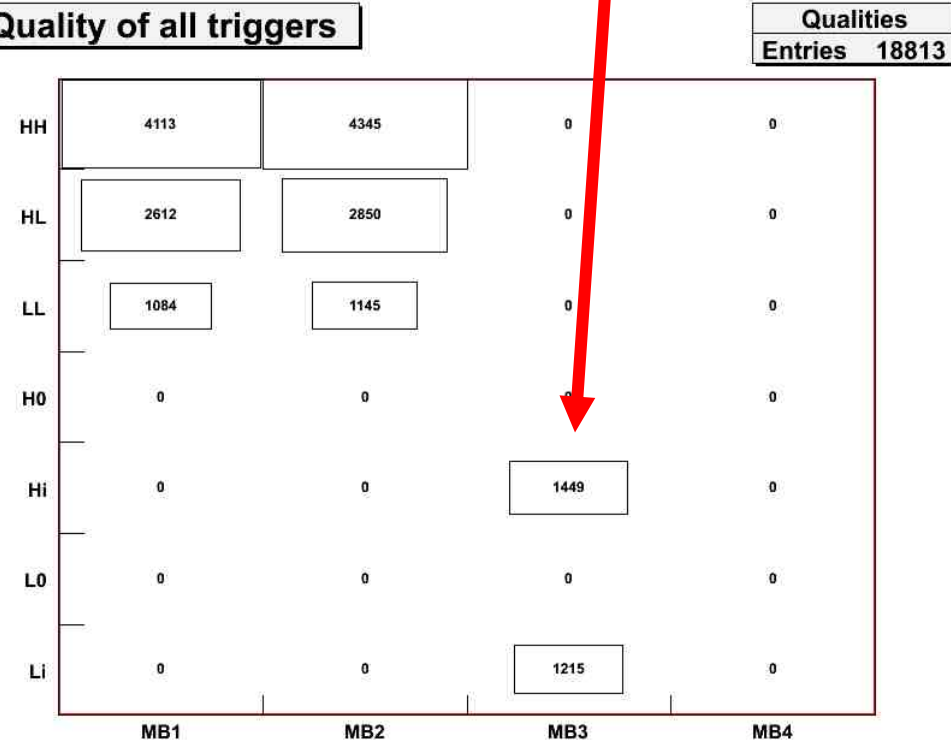 Quality of all triggers
Qualities
Entries 18813
HH 4113 4345 0 0
HL 2612 2850 0 0
LL 1084 1145 0 0
H0 0 0 0 0
Hi 0 0 1449 0
L0 0 0 0 0
Li 0 0 1215 0
MB1 MB2 MB3 MB4